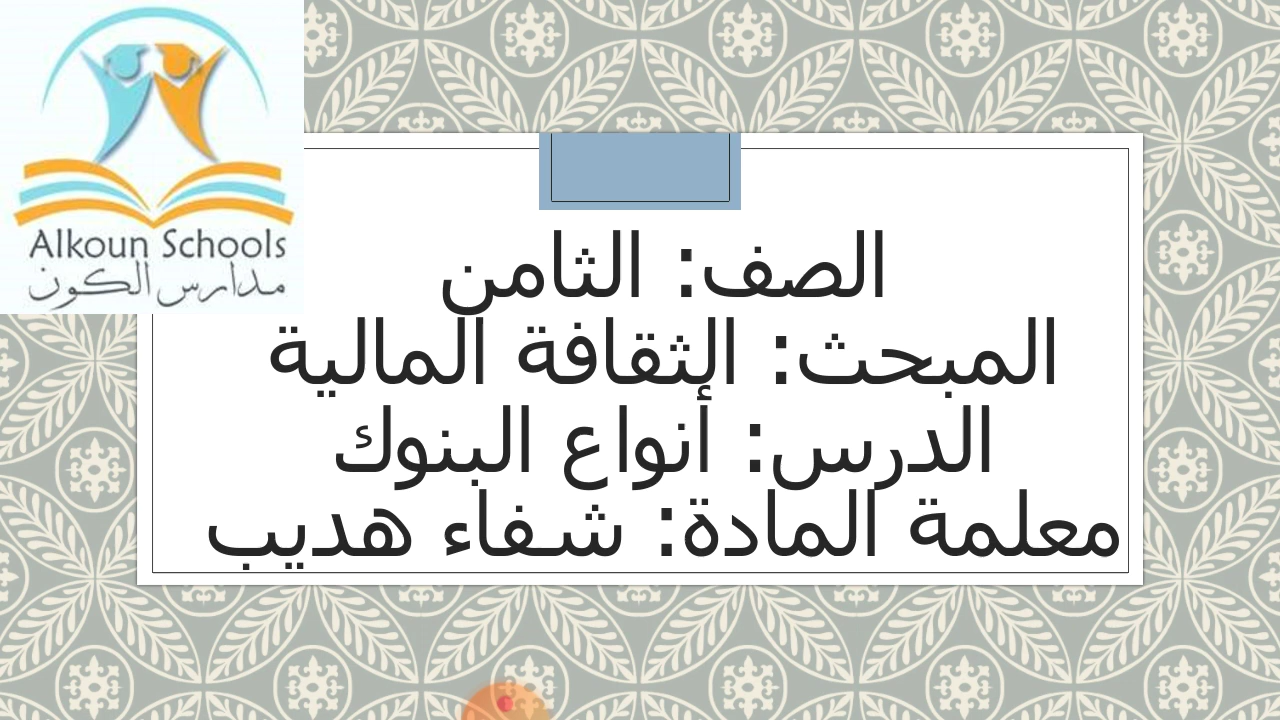 Alkoun Schools
مدارس الكون
الصف: الثامن
المبحث: الثقافة المالية
الدرس: أنواع البنوك
معلمة المادة: شفاء هديب